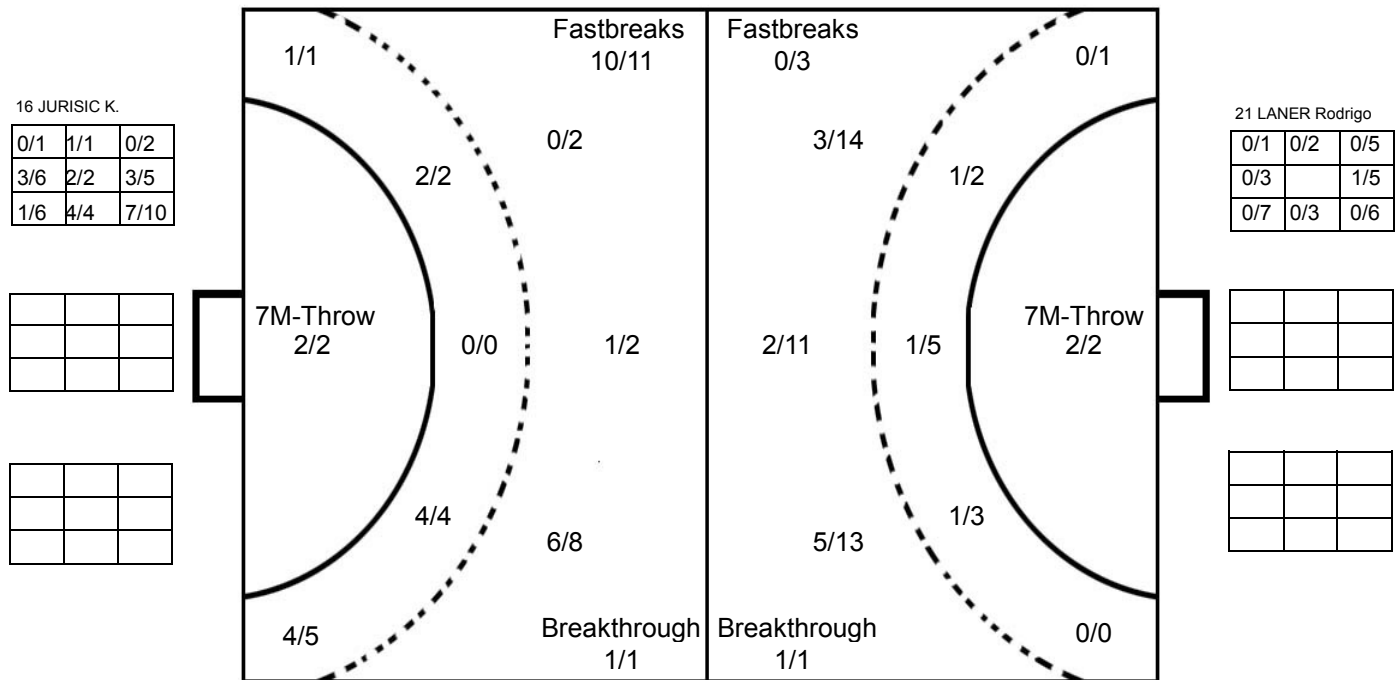 Fastbreaks Fastbreaks
1/1 10/11 0/3 0/1
16 JURISIC K. 21 LANER Rodrigo
0/1 1/1 0/2 0/2 3/14 0/1 0/2 0/5
3/6 2/2 3/5 2/2 1/2 0/3 1/5
1/6 4/4 7/10 0/7 0/3 0/6
7M-Throw 7M-Throw
2/2 0/0 1/2 2/11 1/5 2/2
4/4 1/3
6/8 5/13
4/5 Breakthrough Breakthrough 0/0
1/1 1/1